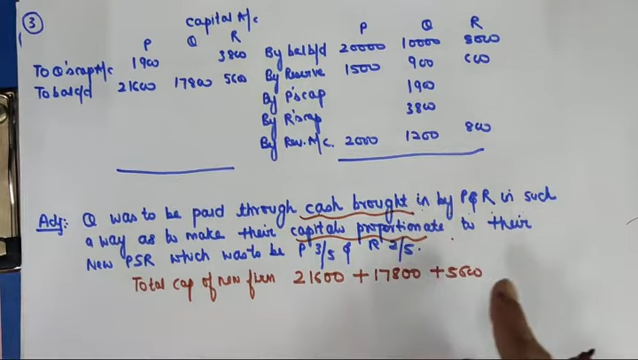 ③
Capital A/c
P Q R P Q R
1900 3800 By bal b/d 20000 10000 8000
To Q's cap A/c By Reserve 1500 900 600
To bal c/d 21600 17800 5600 By P's cap 1900
By R's cap 3800
By Rev. A/c. 2000 1200 800
Adj: Q was to be paid through cash brought in by P & R in such
a way as to make their capitals proportionate to their
New PSR which was to be P 3/5 & R 2/5.
Total cap of new firm 21600 + 17800 + 5600